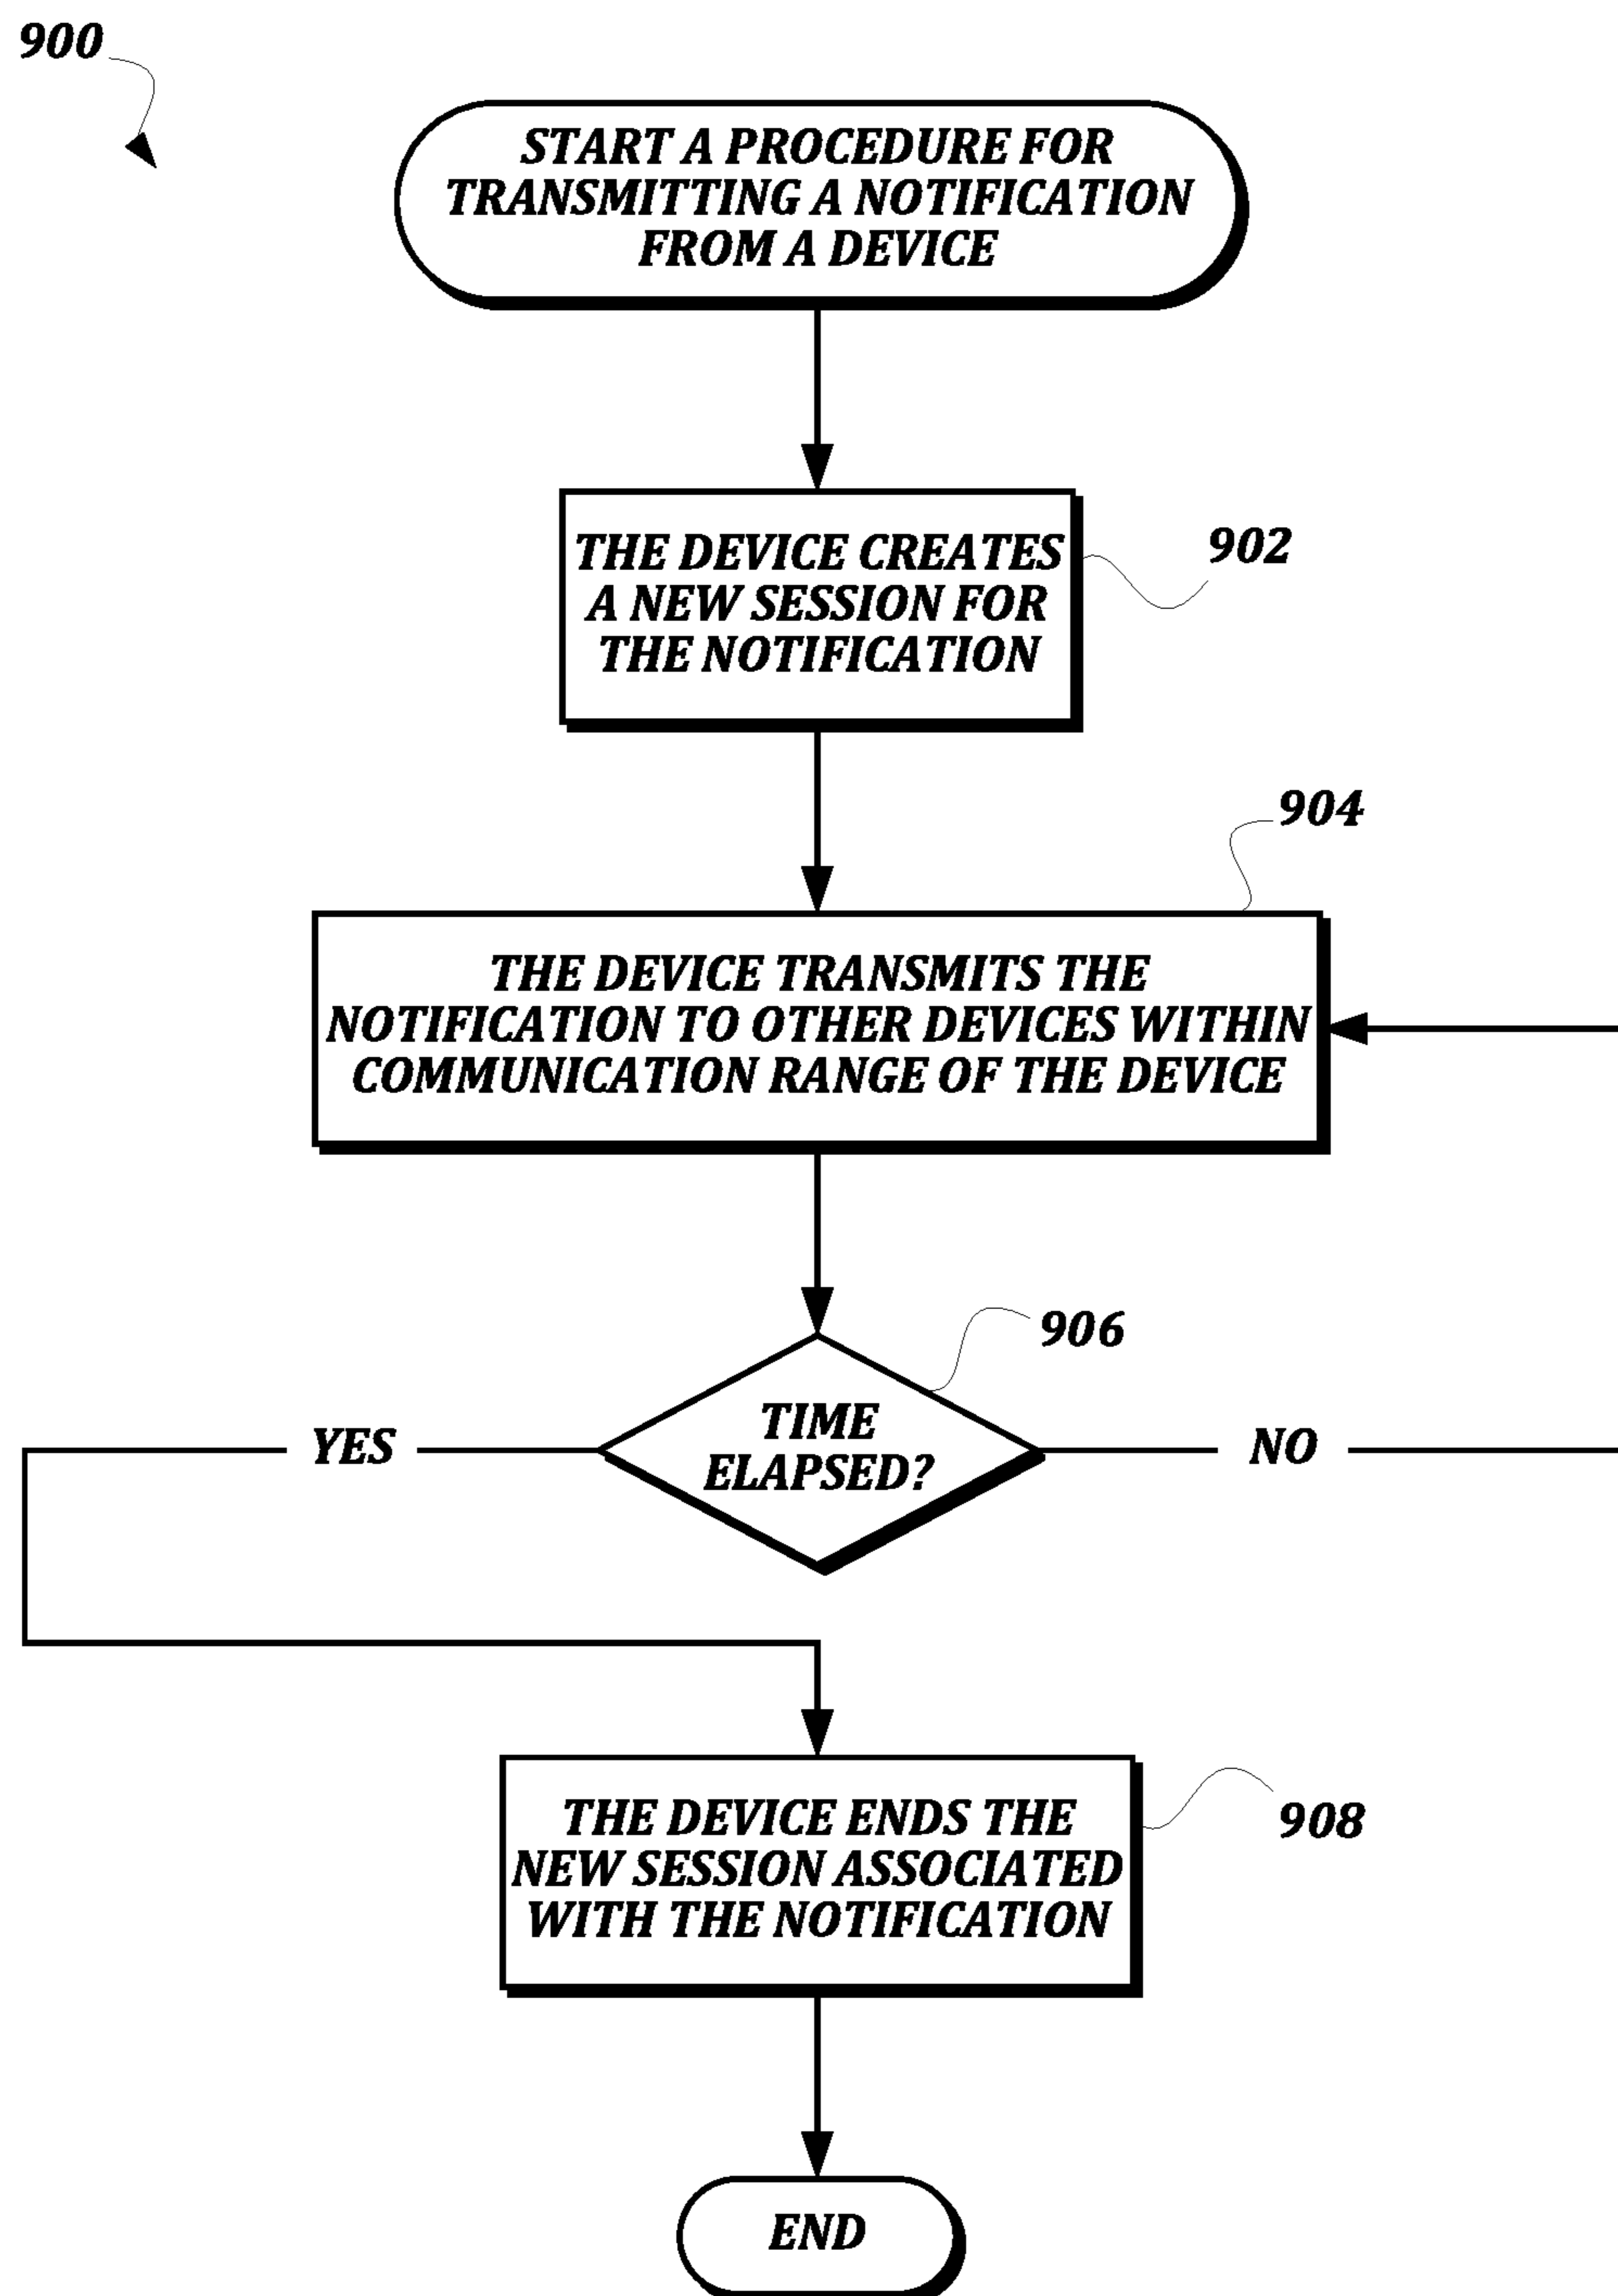 900
START A PROCEDURE FOR
TRANSMITTING A NOTIFICATION
FROM A DEVICE
THE DEVICE CREATES
A NEW SESSION FOR
THE NOTIFICATION
902
904
THE DEVICE TRANSMITS THE
NOTIFICATION TO OTHER DEVICES WITHIN
COMMUNICATION RANGE OF THE DEVICE
906
TIME
ELAPSED?
YES
NO
THE DEVICE ENDS THE
NEW SESSION ASSOCIATED
WITH THE NOTIFICATION
908
END